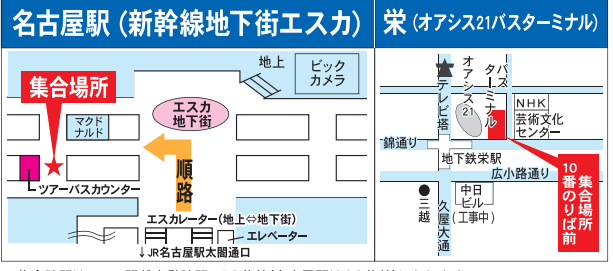 名古屋駅（新幹線地下街エスカ）
地上
ビック
カメラ
集合場所
エスカ
地下街
マクド
ナルド
順路
ツアーバスカウンター
エスカレーター(地上⇔地下街)
エレベーター
↓JR名古屋駅太閤通口
栄（オアシス21バスターミナル）
テレビ塔
オアシス21
バスターミナル
NHK
芸術文化
センター
錦通り
地下鉄栄駅
広小路通り
三越
久屋大通
中日
ビル
(工事中)
集合場所
10番のりば前